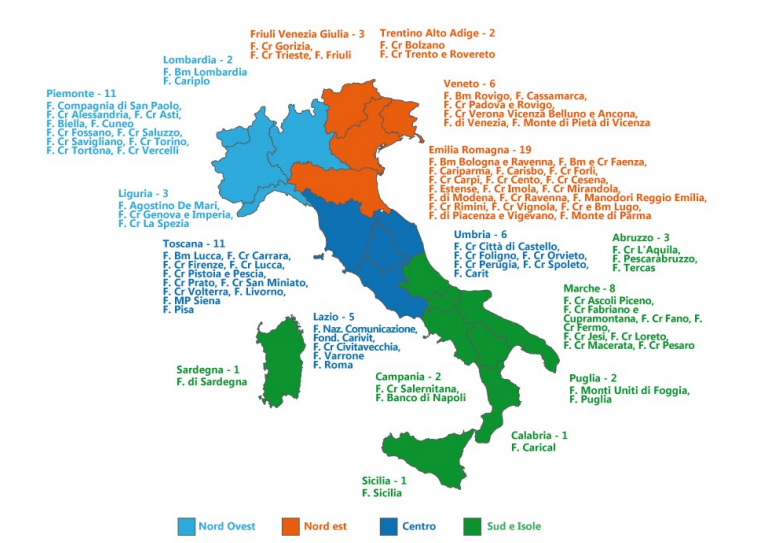 Friuli Venezia Giulia - 3
F. Cr Gorizia,
F. Cr Trieste, F. Friuli
Trentino Alto Adige - 2
F. Cr Bolzano
F. Cr Trento e Rovereto
Lombardia - 2
F. Bm Lombardia
F. Cariplo
Piemonte - 11
F. Compagnia di San Paolo,
F. Cr Alessandria, F. Cr Asti,
F. Biella, F. Cuneo
F. Cr Fossano, F. Cr Saluzzo,
F. Cr Savigliano, F. Cr Torino,
F. Cr Tortona, F. Cr Vercelli
Veneto - 6
F. Bm Rovigo, F. Cassamarca,
F. Cr Padova e Rovigo,
F. Cr Verona Vicenza Belluno e Ancona,
F. di Venezia, F. Monte di Pietà di Vicenza
Emilia Romagna - 19
F. Bm Bologna e Ravenna, F. Bm e Cr Faenza,
F. Cariparma, F. Carisbo, F. Cr Forlì,
F. Cr Carpi, F. Cr Cento, F. Cr Cesena,
F. Estense, F. Cr Imola, F. Cr Mirandola,
F. di Modena, F. Cr Ravenna, F. Manodori Reggio Emilia,
F. Cr Rimini, F. Cr Vignola, F. Cr e Bm Lugo,
F. di Piacenza e Vigevano, F. Monte di Parma
Liguria - 3
F. Agostino De Mari,
F. Cr Genova e Imperia,
F. Cr La Spezia
Toscana - 11
F. Bm Lucca, F. Cr Carrara,
F. Cr Firenze, F. Cr Lucca,
F. Cr Pistoia e Pescia,
F. Cr Prato, F. Cr San Miniato,
F. Cr Volterra, F. Livorno,
F. MP Siena
F. Pisa
Umbria - 6
F. Cr Città di Castello,
F. Cr Foligno, F. Cr Orvieto,
F. Cr Perugia, F. Cr Spoleto,
F. Carit
Abruzzo - 3
F. Cr L'Aquila,
F. Pescarabruzzo,
F. Tercas
Marche - 8
F. Cr Ascoli Piceno,
F. Cr Fabriano e
Cupramontana, F. Cr Fano, F.
Cr Fermo,
F. Cr Jesi, F. Cr Loreto,
F. Cr Macerata, F. Cr Pesaro
Lazio - 5
F. Naz. Comunicazione,
Fond. Carivit,
F. Cr Civitavecchia,
F. Varrone
F. Roma
Sardegna - 1
F. di Sardegna
Campania - 2
F. Cr Salernitana,
F. Banco di Napoli
Puglia - 2
F. Monti Uniti di Foggia,
F. Puglia
Calabria - 1
F. Carical
Sicilia - 1
F. Sicilia
Nord Ovest
Nord est
Centro
Sud e Isole